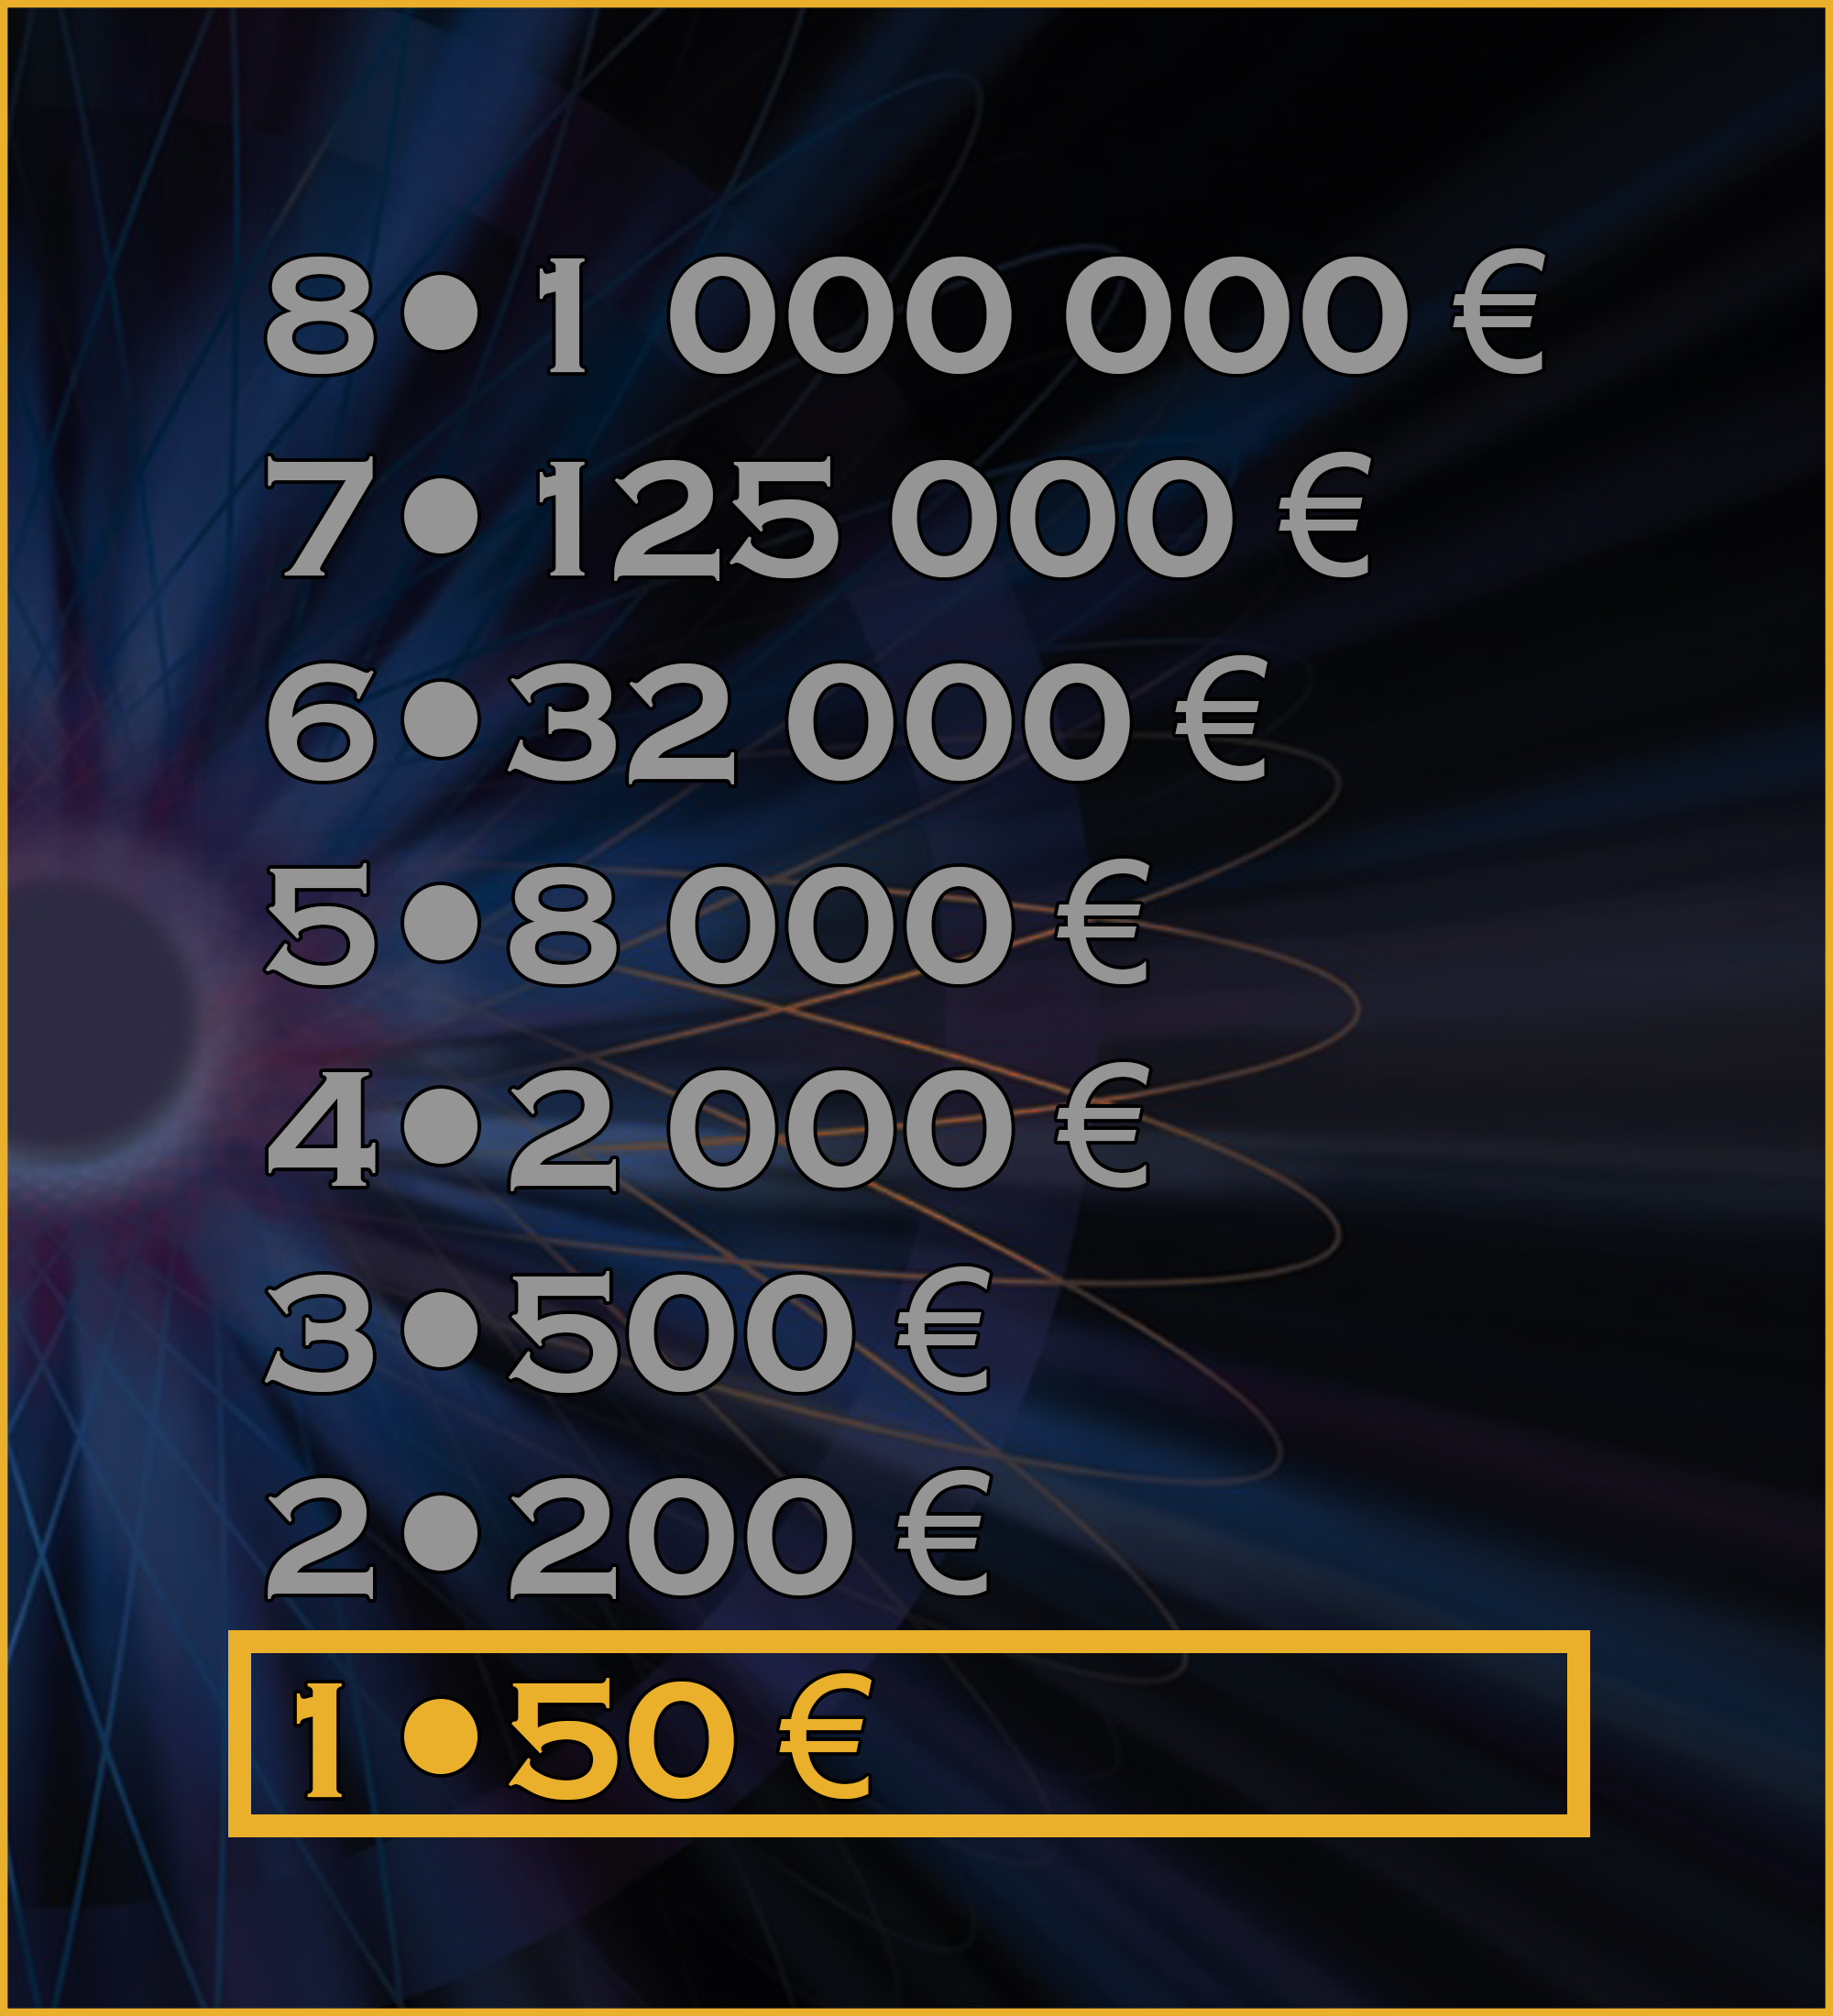 8• 1 000 000 €
7• 125 000 €
6•32 000 €
5•8 000 €
4•2 000 €
3•500 €
2•200 €
1 •50 €